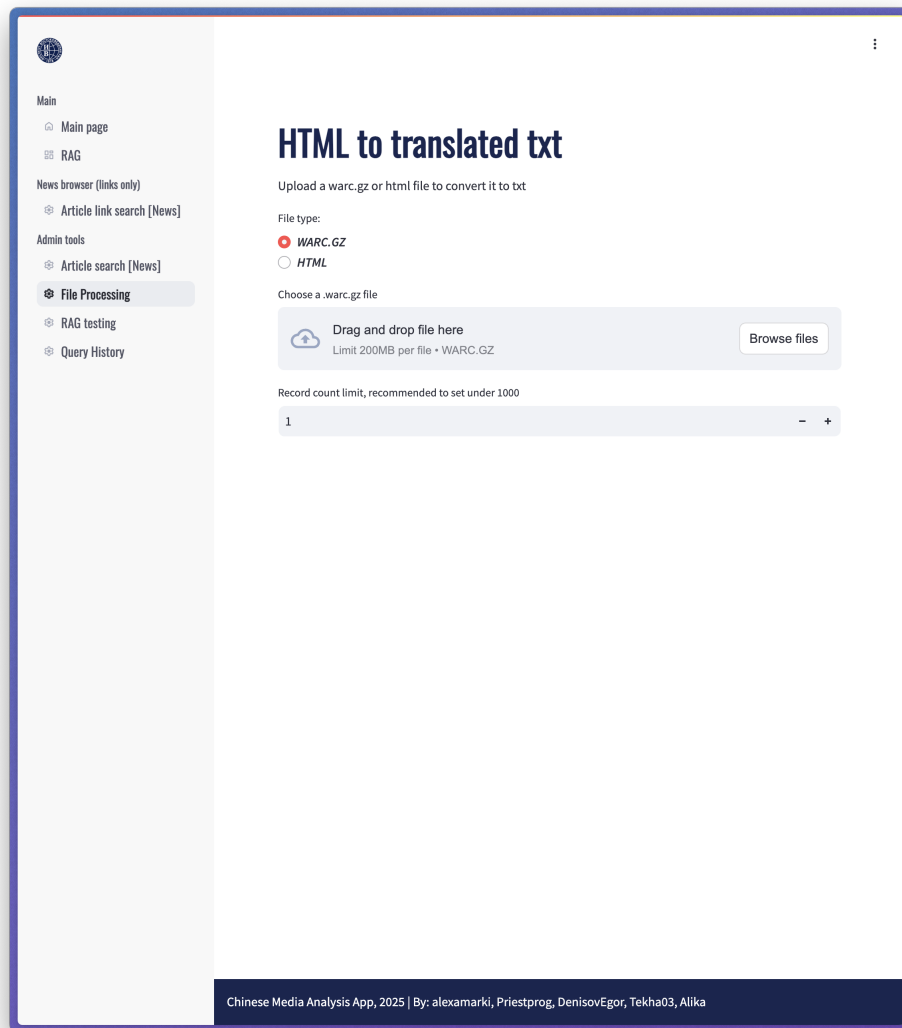 Main
Main page
RAG
News browser (links only)
Article link search [News]
Admin tools
Article search [News]
File Processing
RAG testing
Query History
HTML to translated txt
Upload a warc.gz or html file to convert it to txt
File type:
WARC.GZ
HTML
Choose a .warc.gz file
Drag and drop file here
Limit 200MB per file • WARC.GZ
Browse files
Record count limit, recommended to set under 1000
1
Chinese Media Analysis App, 2025 | By: alexamarki, Priestprog, DenisovEgor, Tekha03, Alika